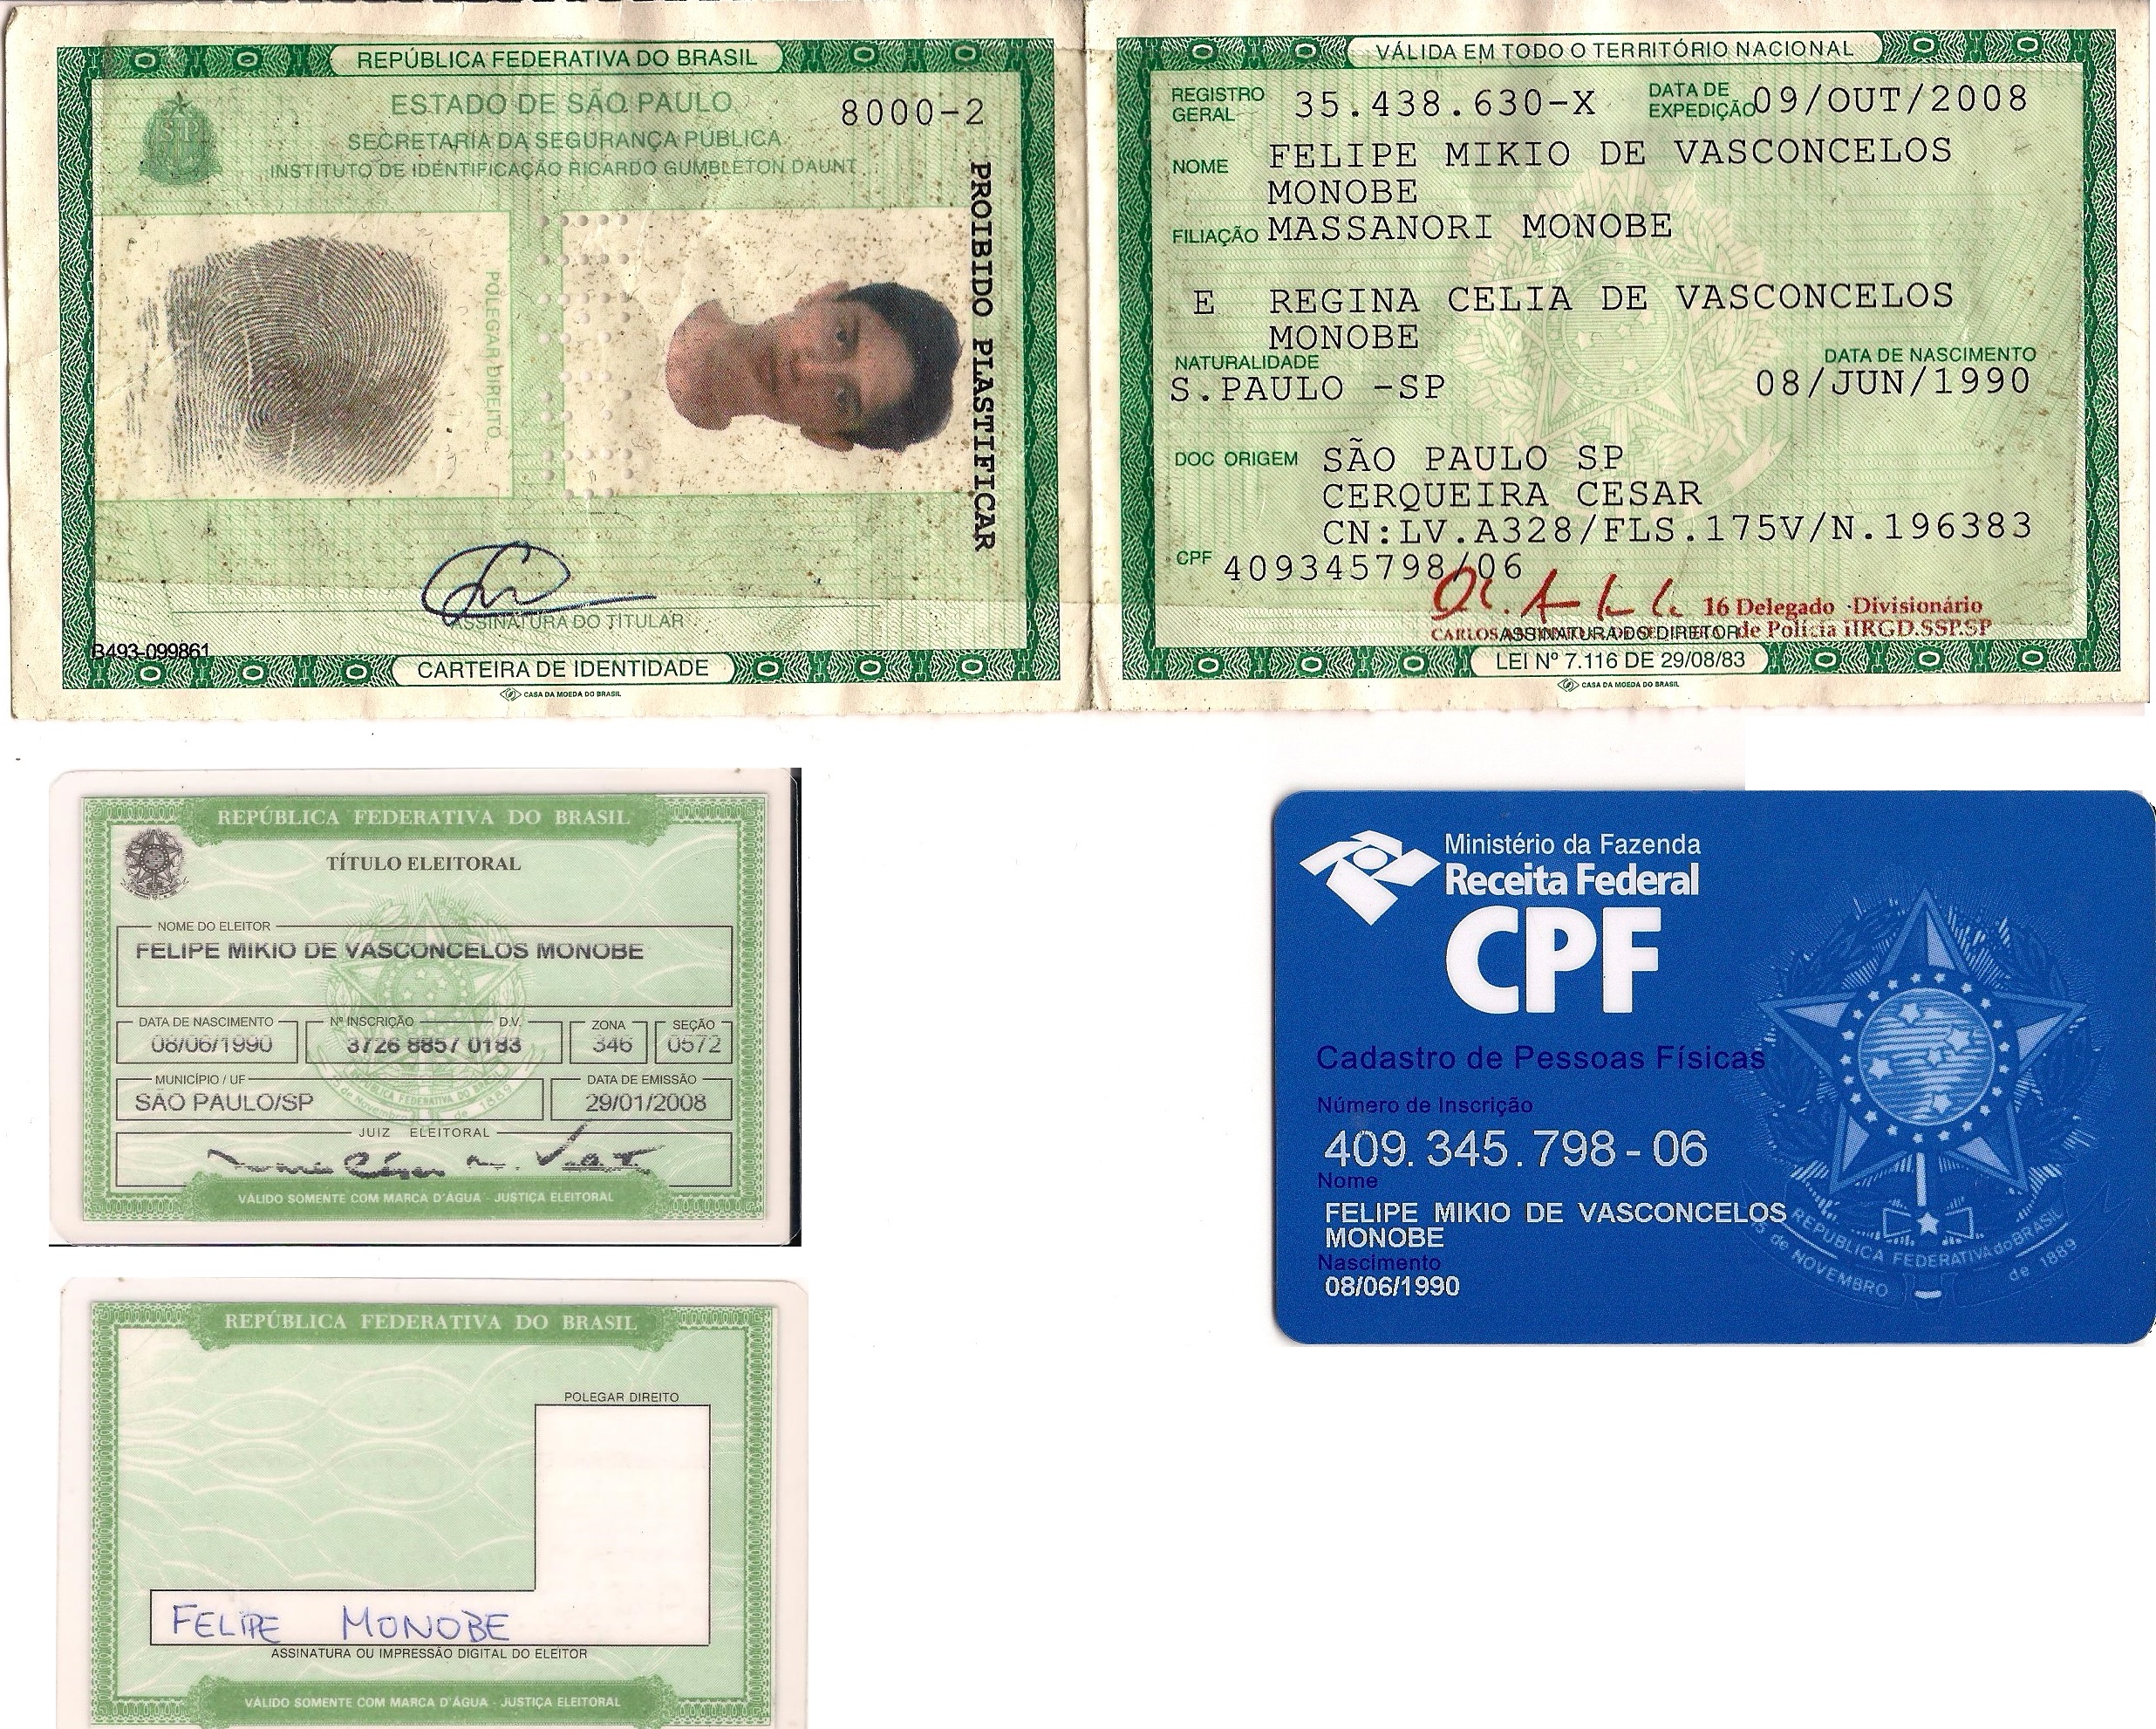 REPÚBLICA FEDERATIVA DO BRASIL
ESTADO DE SÃO PAULO
8000-2
SECRETARIA DA SEGURANÇA PÚBLICA
INSTITUTO DE IDENTIFICAÇÃO RICARDO GUMBLETON DAUNT
SP
POLEGAR DIREITO
PROIBIDO PLASTIFICAR
ASSINATURA DO TITULAR
B493-099861
CARTEIRA DE IDENTIDADE
CASA DA MOEDA DO BRASIL
VÁLIDA EM TODO O TERRITÓRIO NACIONAL
REGISTRO GERAL 35.438.630-X DATA DE EXPEDIÇÃO 09/OUT/2008
NOME FELIPE MIKIO DE VASCONCELOS
MONOBE
FILIAÇÃO MASSANORI MONOBE
E REGINA CELIA DE VASCONCELOS
MONOBE
NATURALIDADE DATA DE NASCIMENTO
S.PAULO -SP 08/JUN/1990
DOC ORIGEM SÃO PAULO SP
CERQUEIRA CESAR
CN:LV.A328/FLS.175V/N.196383
CPF 409345798/06
16 Delegado Divisionário
CARLOS
de Polícia IIRGD.SSP.SP
ASSINATURA DO DIRETOR
LEI Nº 7.116 DE 29/08/83
CASA DA MOEDA DO BRASIL
REPÚBLICA FEDERATIVA DO BRASIL
TÍTULO ELEITORAL
NOME DO ELEITOR
FELIPE MIKIO DE VASCONCELOS MONOBE
DATA DE NASCIMENTO Nº INSCRIÇÃO D.V. ZONA SEÇÃO
08/06/1990 3726 8857 0183 346 0572
MUNICÍPIO / UF DATA DE EMISSÃO
SÃO PAULO/SP 29/01/2008
JUIZ ELEITORAL
VÁLIDO SOMENTE COM MARCA D'ÁGUA - JUSTIÇA ELEITORAL
Ministério da Fazenda
Receita Federal
CPF
Cadastro de Pessoas Físicas
Número de Inscrição
409.345.798-06
Nome
FELIPE MIKIO DE VASCONCELOS
MONOBE
Nascimento
08/06/1990
REPÚBLICA FEDERATIVA do BRASIL
15 de NOVEMBRO de 1889
REPÚBLICA FEDERATIVA DO BRASIL
POLEGAR DIREITO
FELIPE MONOBE
ASSINATURA OU IMPRESSÃO DIGITAL DO ELEITOR
VÁLIDO SOMENTE COM MARCA D'ÁGUA - JUSTIÇA ELEITORAL